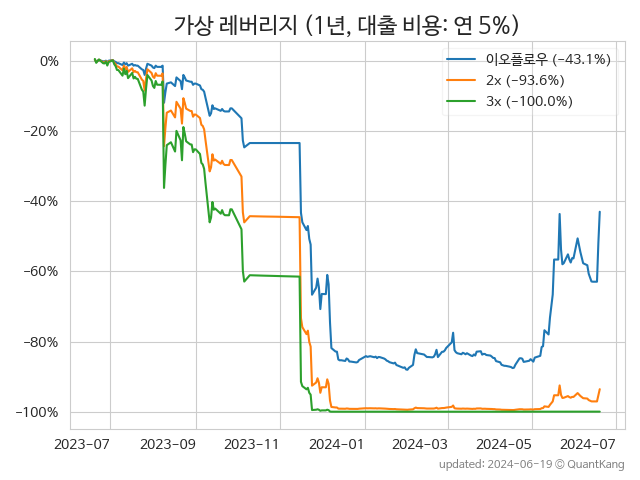 가상 레버리지 (1년, 대출 비용: 연 5%)
이오플로우 (−43.1%)
2x (−93.6%)
3x (−100.0%)
0%
−20%
−40%
−60%
−80%
−100%
2023-07
2023-09
2023-11
2024-01
2024-03
2024-05
2024-07
updated: 2024-06-19 ⓒ QuantKang